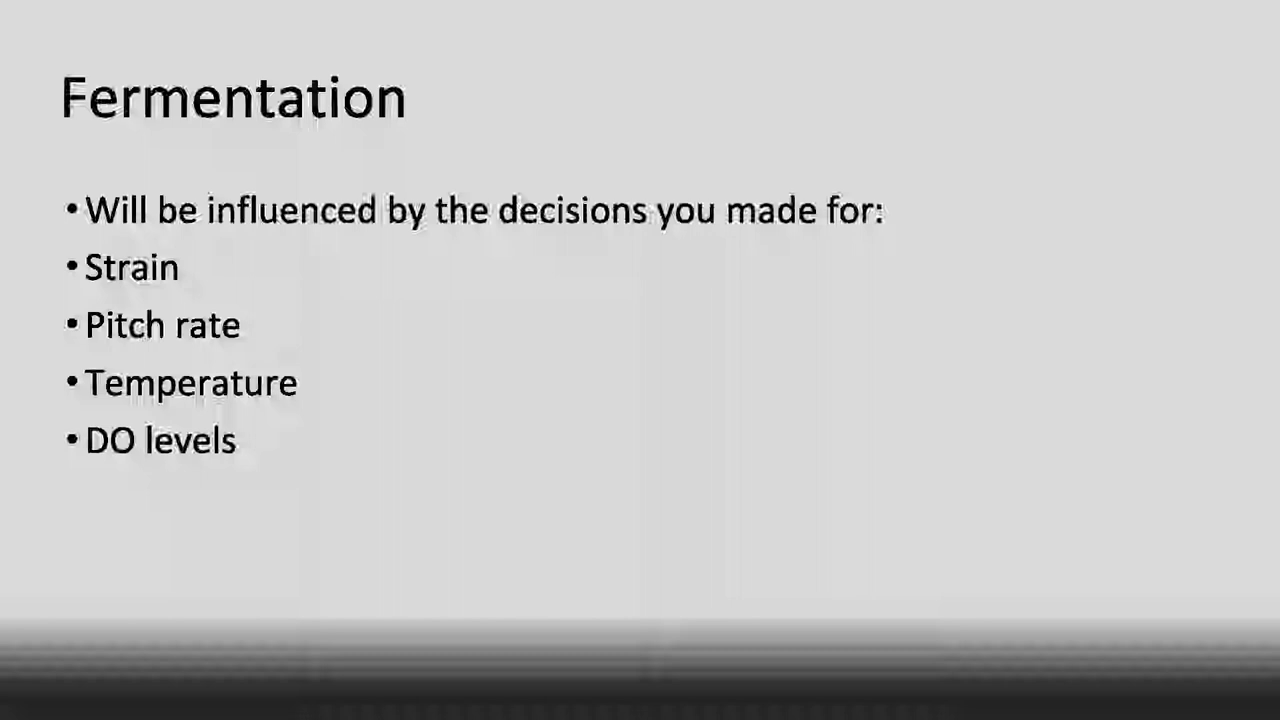 Fermentation
• Will be influenced by the decisions you made for:
• Strain
• Pitch rate
• Temperature
• DO levels